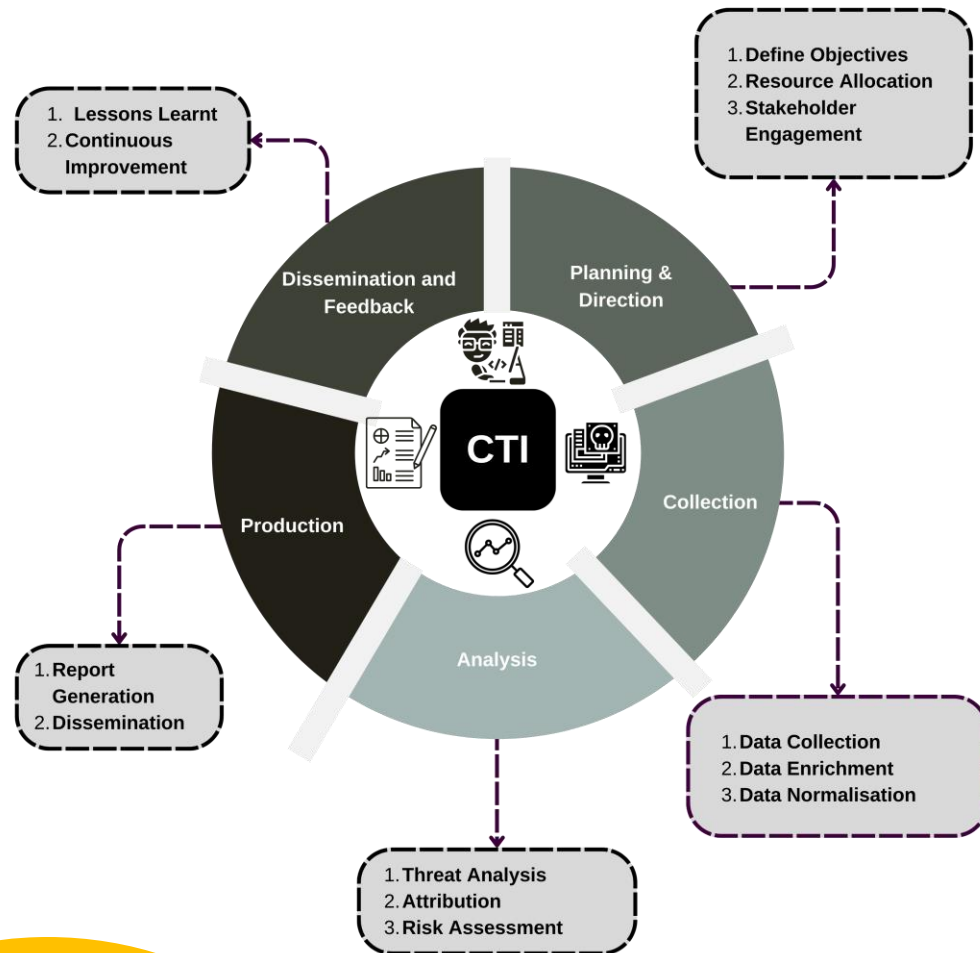 1. Define Objectives
2. Resource Allocation
3. Stakeholder
Engagement
1. Lessons Learnt
2. Continuous
Improvement
Dissemination and
Feedback
Planning &
Direction
CTI
</>
Collection
Production
Analysis
1. Report
Generation
2. Dissemination
1. Data Collection
2. Data Enrichment
3. Data Normalisation
1. Threat Analysis
2. Attribution
3. Risk Assessment